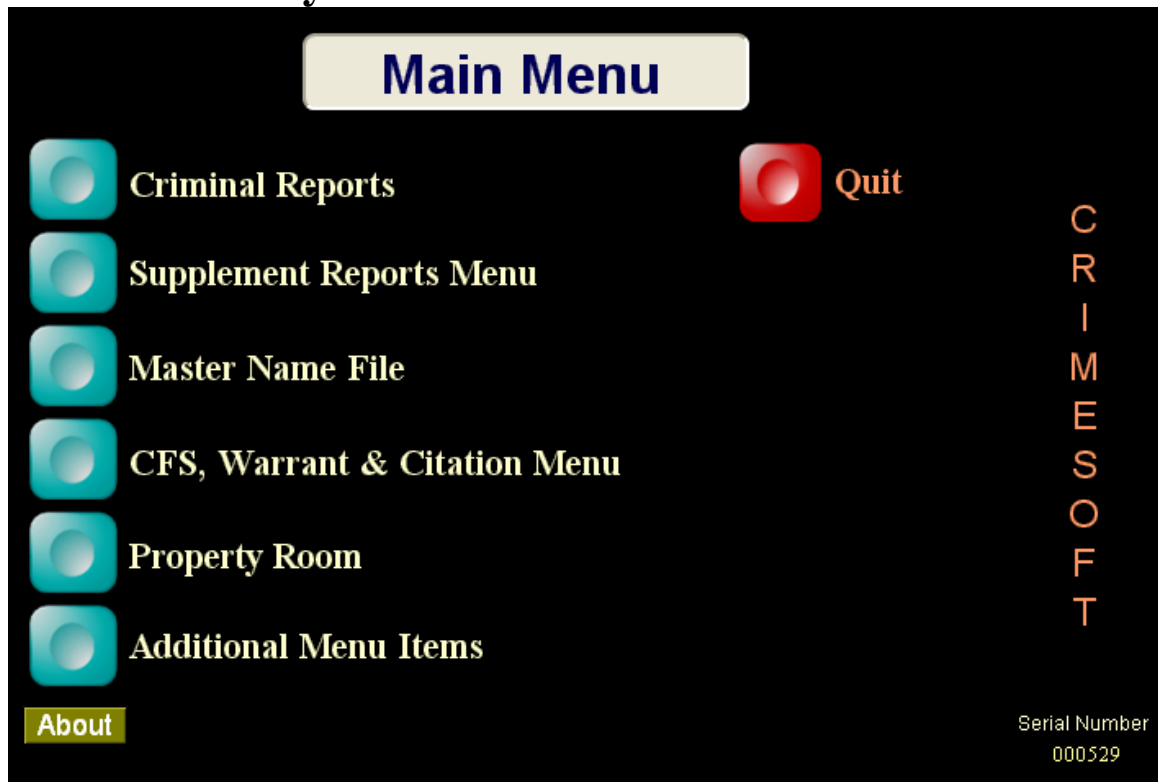 Main Menu
Criminal Reports
Quit
Supplement Reports Menu
Master Name File
CFS, Warrant & Citation Menu
Property Room
Additional Menu Items
C
R
I
M
E
S
O
F
T
About
Serial Number
000529